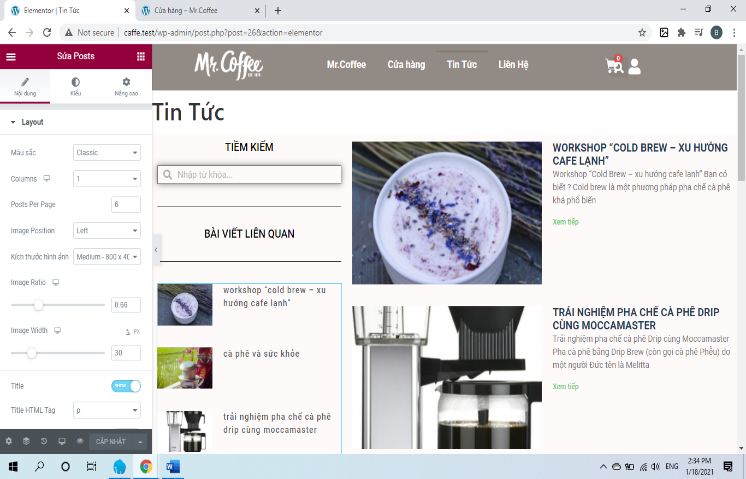 Elementor | Tin Tức
Cửa hàng – Mr.Coffee
Not secure
caffe.test/wp-admin/post.php?post=26&action=elementor
B
Sửa Posts
Nội dung
Kiểu
Nâng cao
Layout
Màu sắc
Classic
Columns
1
Posts Per Page
6
Image Position
Left
Kích thước hình ảnh
Medium - 800 x 40
Image Ratio
0.66
Image Width
% PX
30
Title
Title HTML Tag
p
CẬP NHẬT
Mr. Coffee
Mr.Coffee
Cửa hàng
Tin Tức
Liên Hệ
0
Tin Tức
TIỀM KIẾM
Nhập từ khóa...
BÀI VIẾT LIÊN QUAN
workshop "cold brew – xu
hướng cafe lạnh"
cà phê và sức khỏe
trải nghiệm pha chế cà phê
drip cùng moccamaster
WORKSHOP “COLD BREW – XU HƯỚNG
CAFE LẠNH”
Workshop “Cold Brew – xu hướng cafe lạnh” Bạn có
biết ? Cold brew là một phương pháp pha chế cà phê
khá phổ biến
Xem tiếp
TRẢI NGHIỆM PHA CHẾ CÀ PHÊ DRIP
CÙNG MOCCAMASTER
Trải nghiệm pha chế cà phê Drip cùng Moccamaster
Pha cà phê bằng Drip Brew (còn gọi cà phê Phễu) do
một người Đức tên là Melitta
Xem tiếp
ENG
2:34 PM
1/18/2021